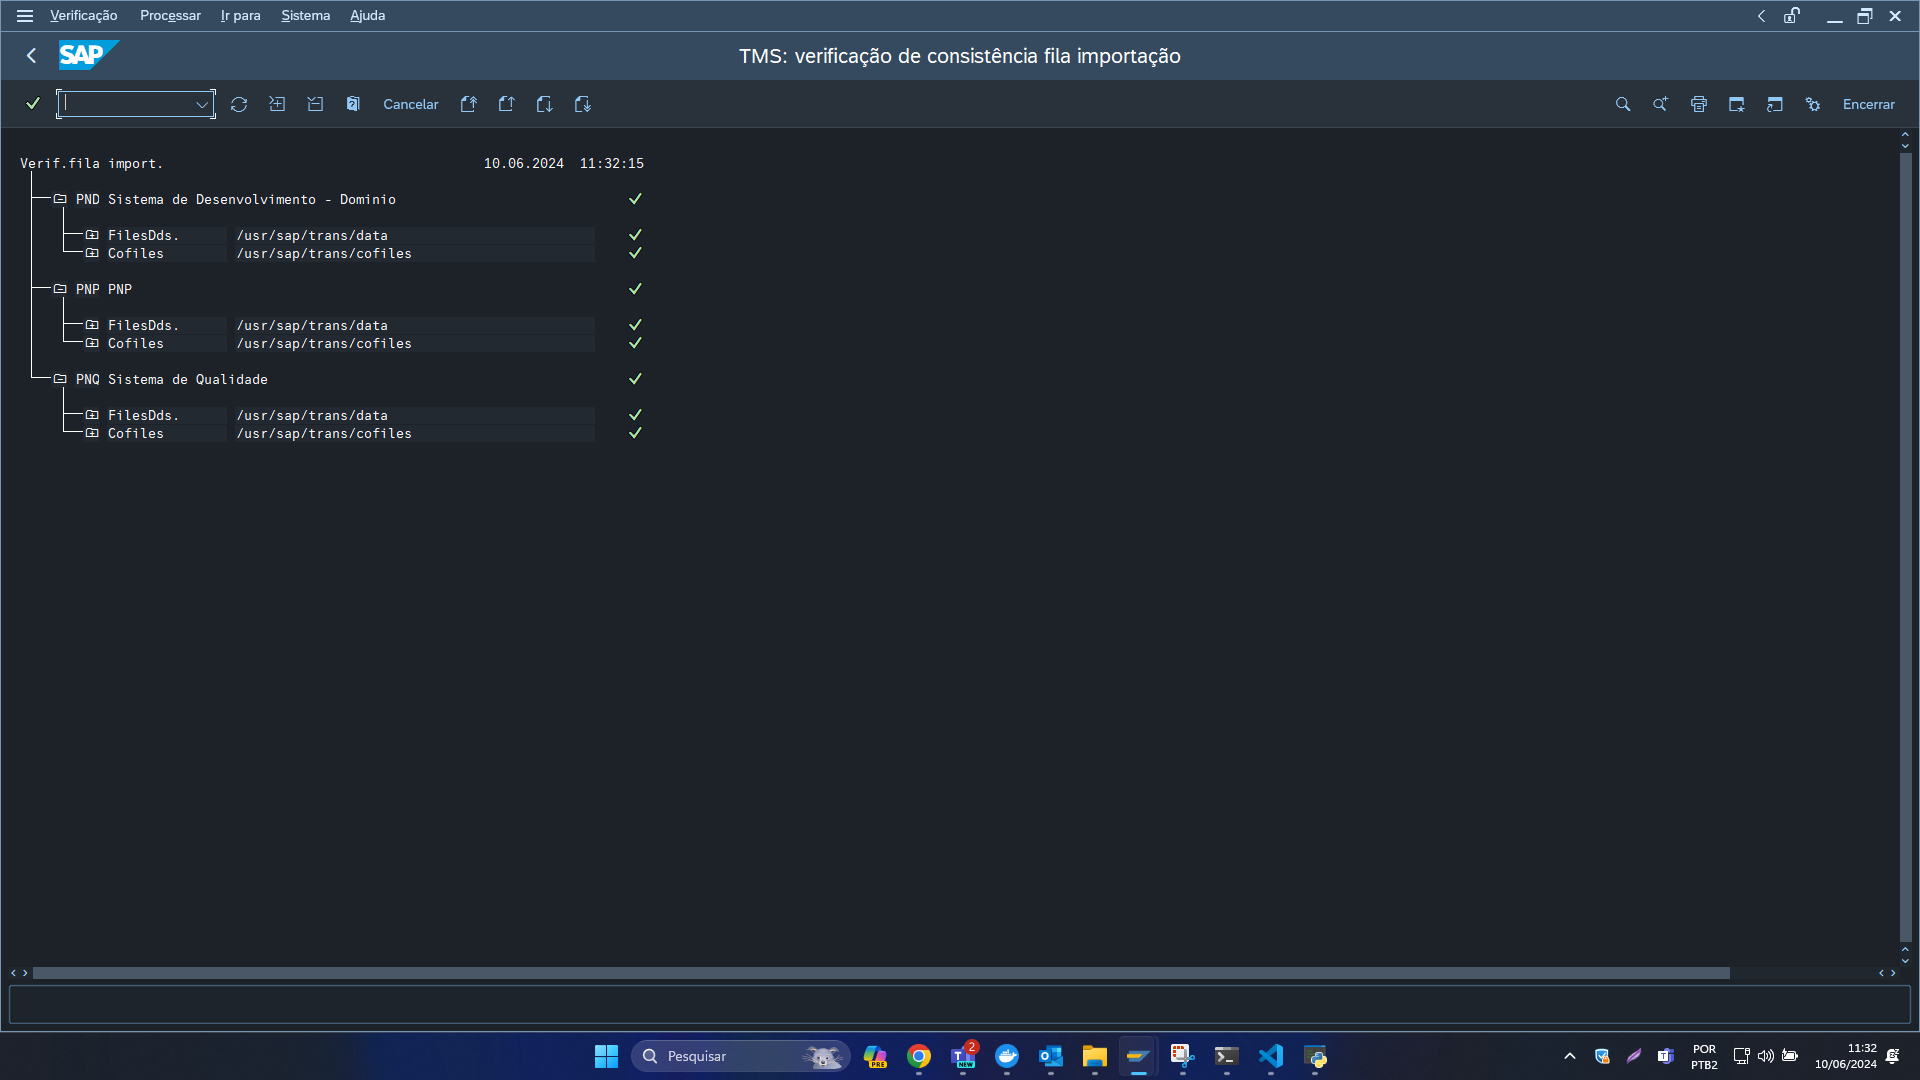 Verificação Processar Ir para Sistema Ajuda
SAP TMS: verificação de consistência fila importação
Cancelar Encerrar
Verif.fila import. 10.06.2024 11:32:15
PND Sistema de Desenvolvimento - Dominio
FilesDds. /usr/sap/trans/data
Cofiles /usr/sap/trans/cofiles
PNP PNP
FilesDds. /usr/sap/trans/data
Cofiles /usr/sap/trans/cofiles
PNQ Sistema de Qualidade
FilesDds. /usr/sap/trans/data
Cofiles /usr/sap/trans/cofiles
Pesquisar PRE 2 T NEW
POR
PTB2
11:32
10/06/2024